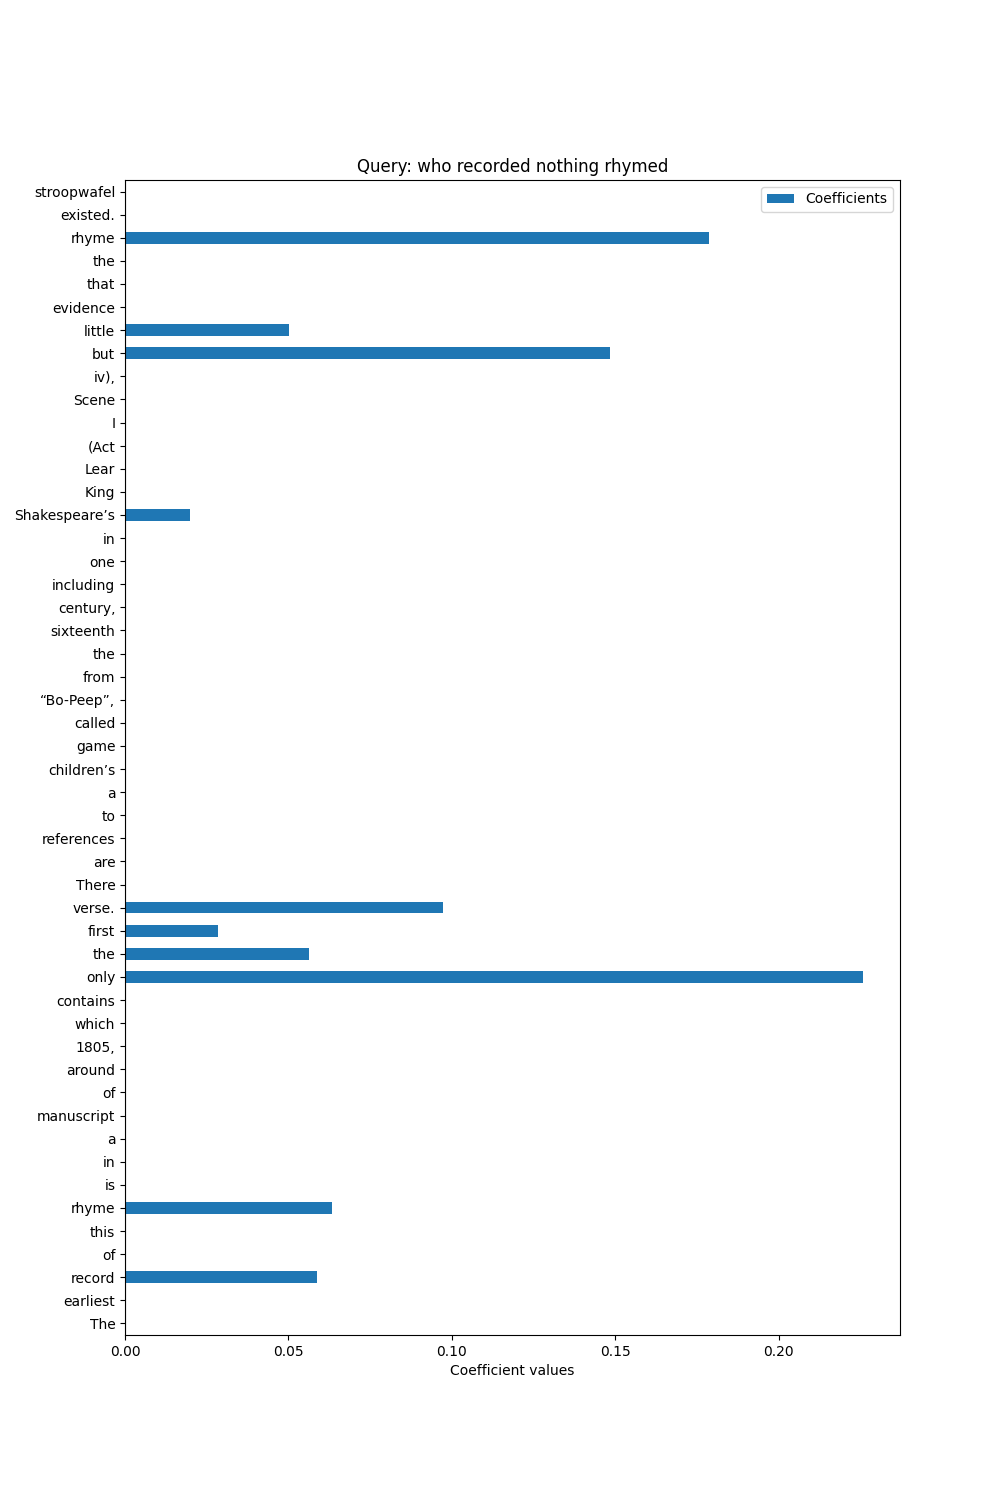 Query: who recorded nothing rhymed
Coefficients
stroopwafel
existed.
rhyme
the
that
evidence
little
but
iv),
Scene
I
(Act
Lear
King
Shakespeare’s
in
one
including
century,
sixteenth
the
from
“Bo-Peep”,
called
game
children’s
a
to
references
are
There
verse.
first
the
only
contains
which
1805,
around
of
manuscript
a
in
is
rhyme
this
of
record
earliest
The
0.00 0.05 0.10 0.15 0.20
Coefficient values